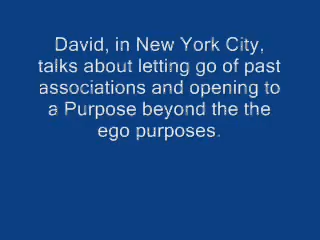 David, in New York City,
talks about letting go of past
associations and opening to
a Purpose beyond the the
ego purposes.